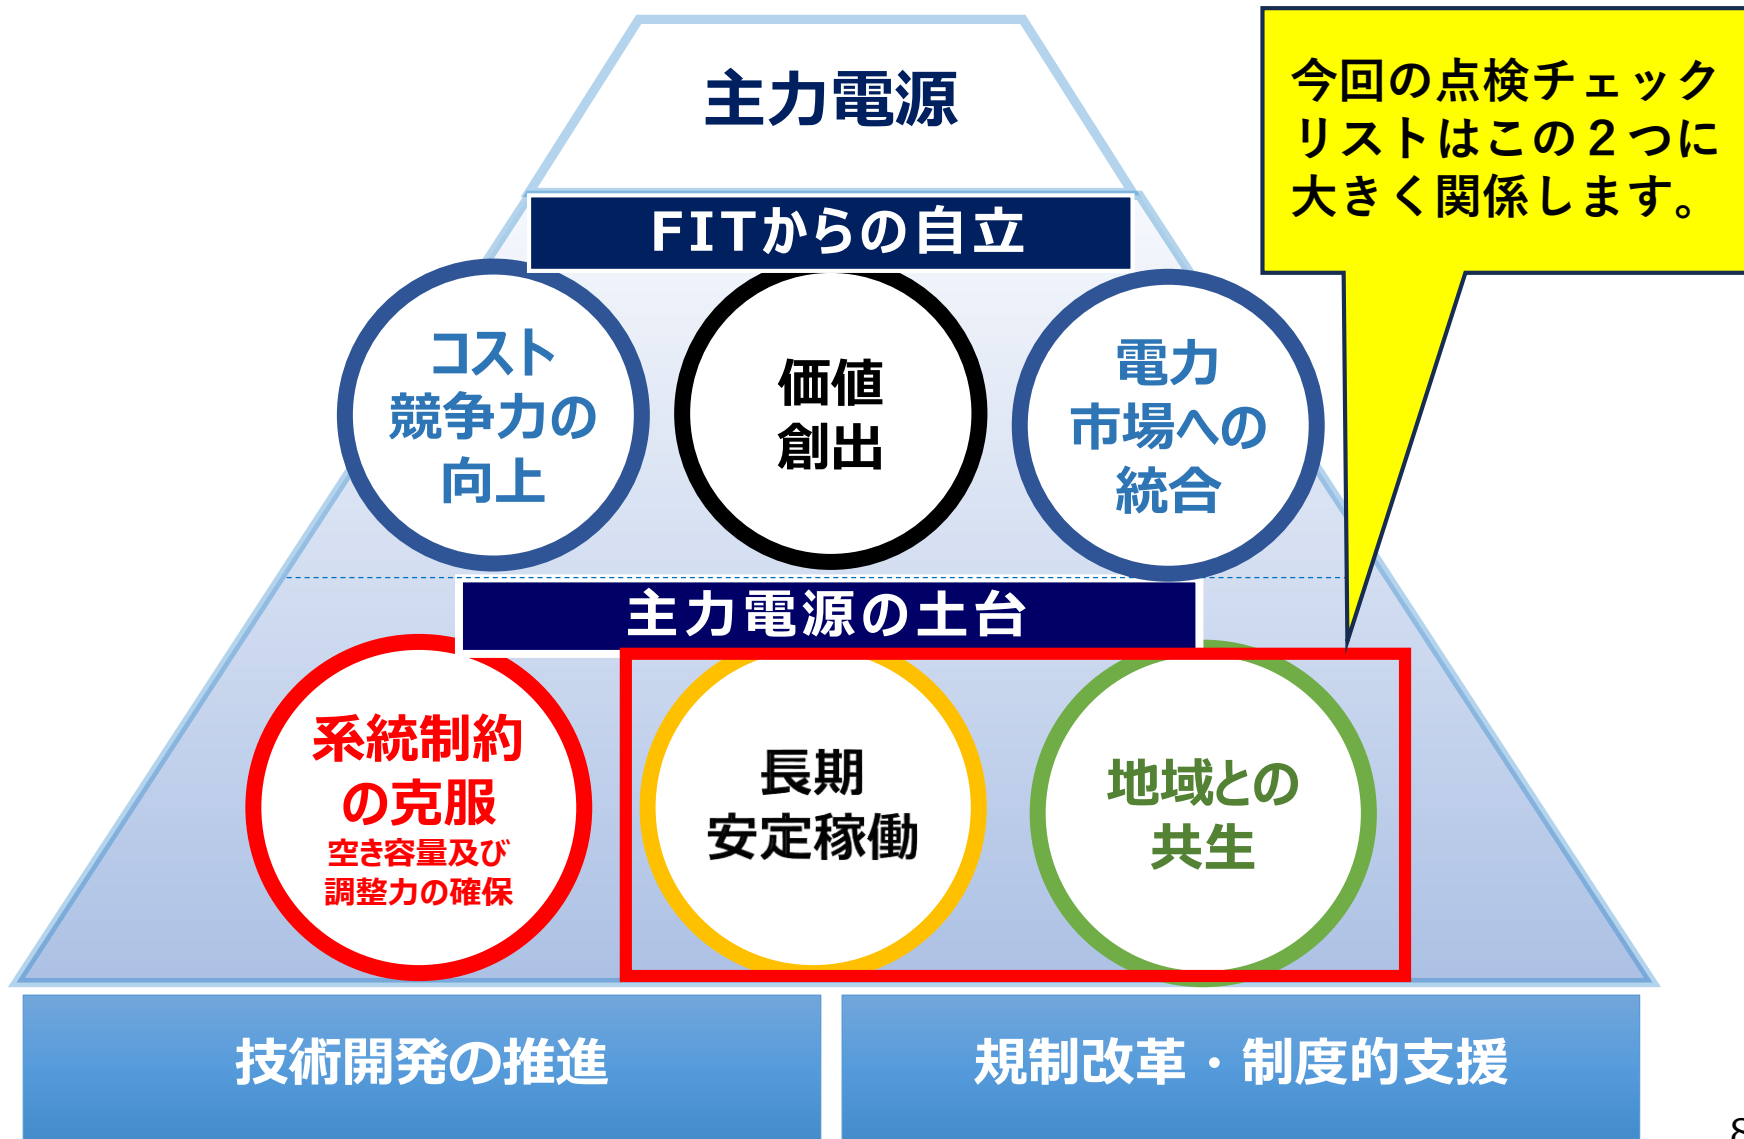 主力電源
今回の点検チェック
リストはこの２つに
大きく関係します。
FITからの自立
コスト
競争力の
向上
価値
創出
電力
市場への
統合
主力電源の土台
系統制約
の克服
空き容量及び
調整力の確保
長期
安定稼働
地域との
共生
技術開発の推進
規制改革・制度的支援